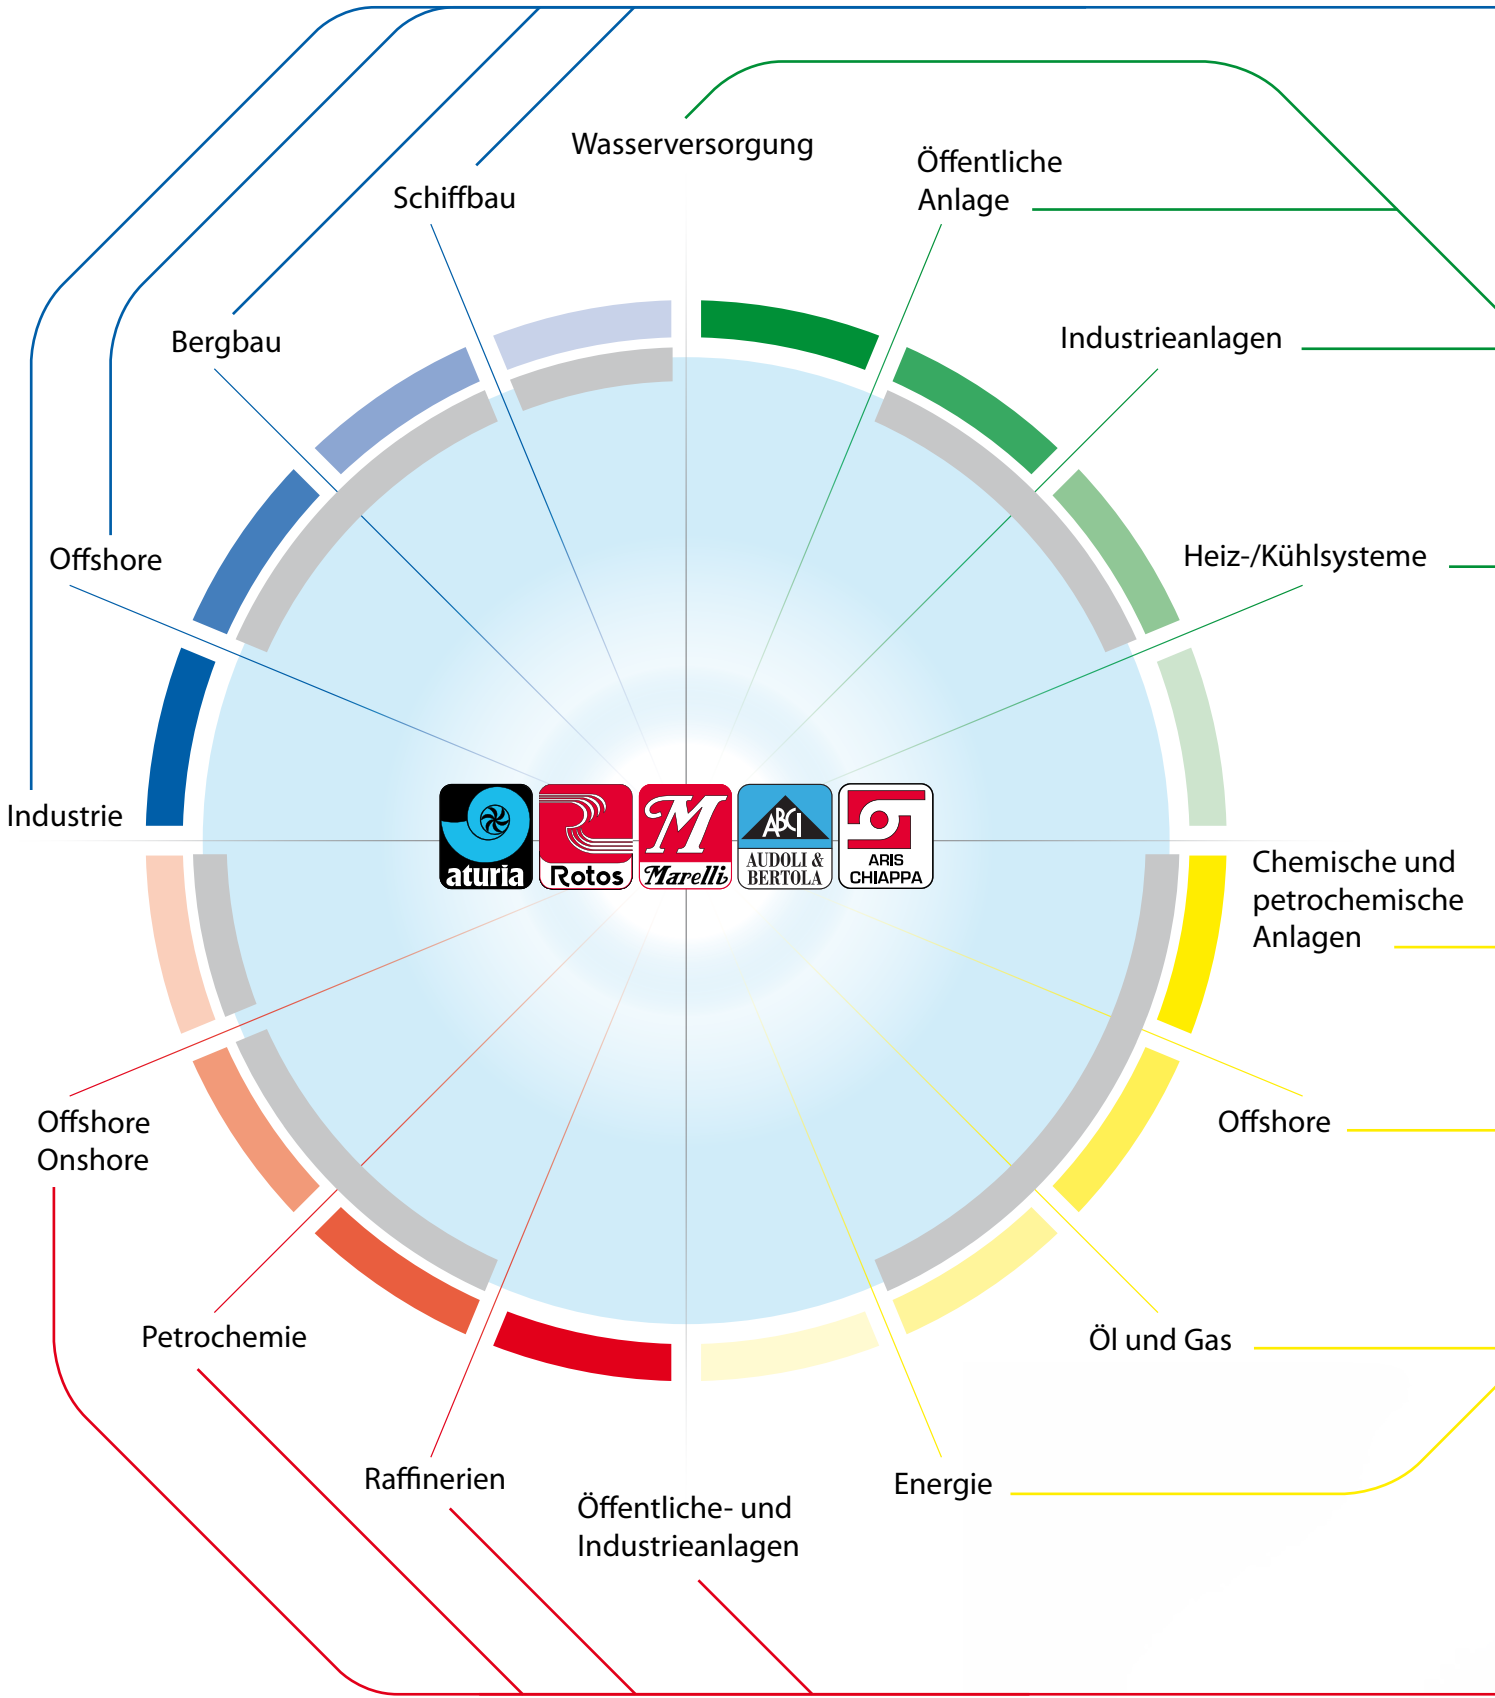 Wasserversorgung
Öffentliche
Anlage
Schiffbau
Bergbau
Industrieanlagen
Offshore
Heiz-/Kühlsysteme
Industrie
aturia
Rotos
M
Marelli
ABCI
AUDOLI &
BERTOLA
ARIS
CHIAPPA
Chemische und
petrochemische
Anlagen
Offshore
Onshore
Offshore
Petrochemie
Öl und Gas
Raffinerien
Energie
Öffentliche- und
Industrieanlagen